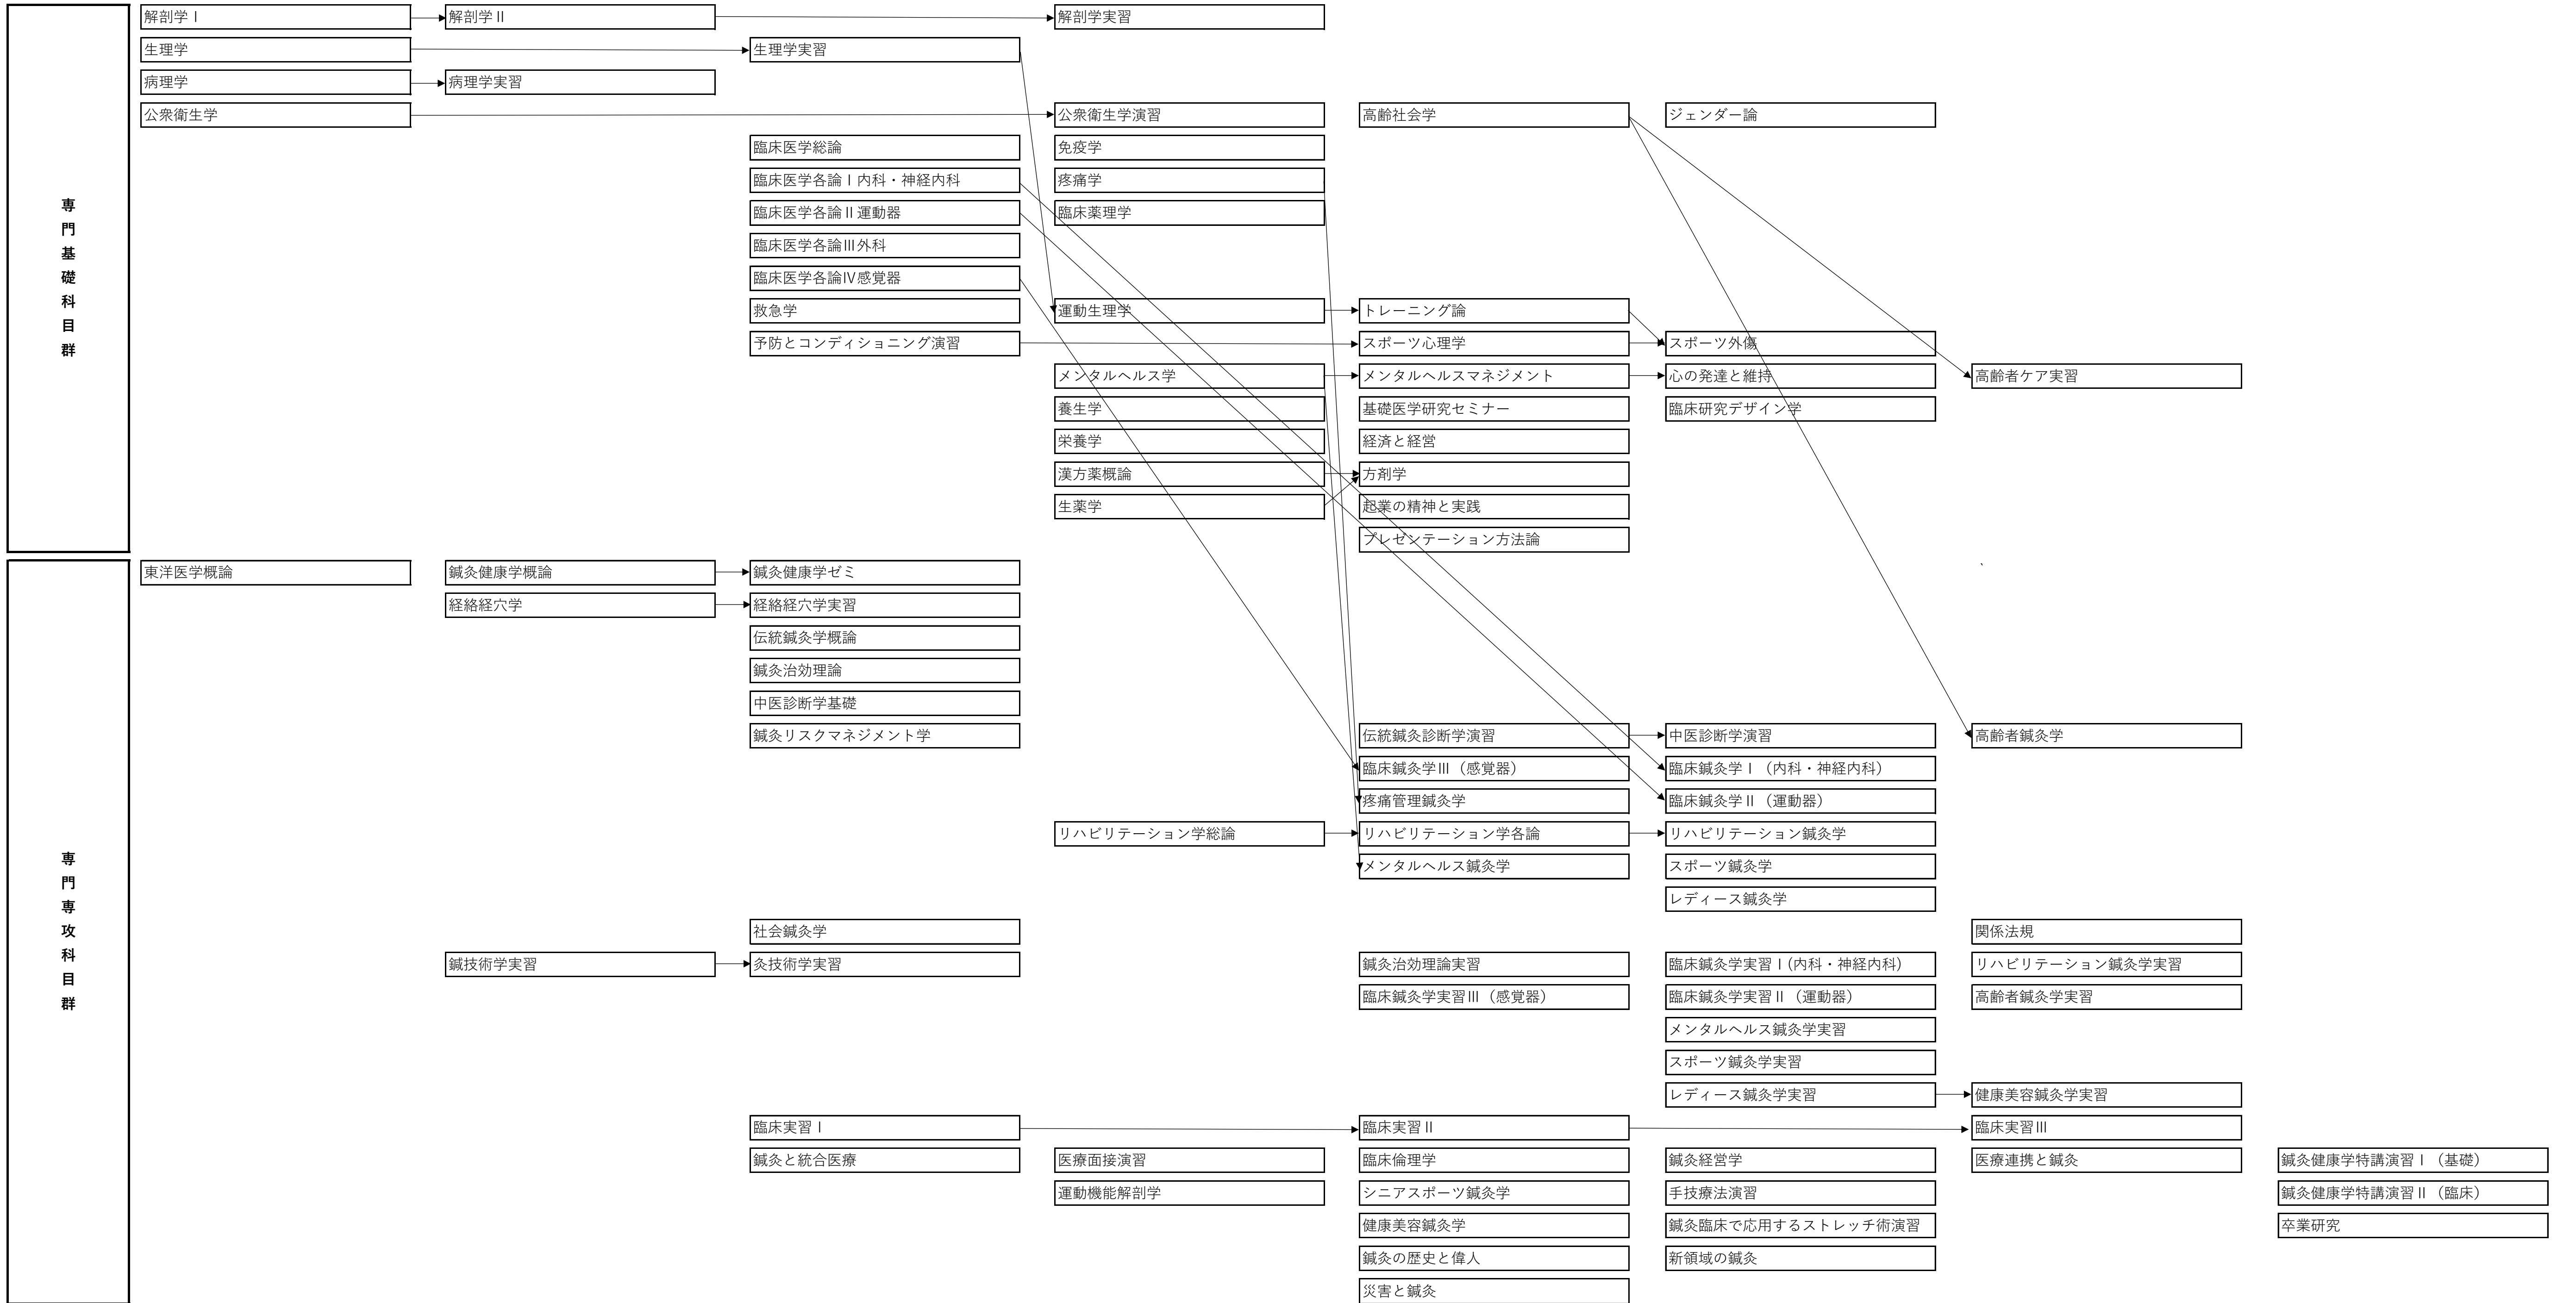 専門基礎科目群
解剖学Ⅰ
解剖学Ⅱ
解剖学実習
生理学
生理学実習
病理学
病理学実習
公衆衛生学
公衆衛生学演習
高齢社会学
ジェンダー論
臨床医学総論
免疫学
臨床医学各論Ⅰ内科・神経内科
疼痛学
臨床医学各論Ⅱ運動器
臨床薬理学
臨床医学各論Ⅲ外科
臨床医学各論Ⅳ感覚器
救急学
運動生理学
トレーニング論
予防とコンディショニング演習
スポーツ心理学
スポーツ外傷
メンタルヘルス学
メンタルヘルスマネジメント
心の発達と維持
高齢者ケア実習
養生学
基礎医学研究セミナー
臨床研究デザイン学
栄養学
経済と経営
漢方薬概論
方剤学
生薬学
起業の精神と実践
プレゼンテーション方法論
専門専攻科目群
東洋医学概論
鍼灸健康学概論
鍼灸健康学ゼミ
、
経絡経穴学
経絡経穴学実習
伝統鍼灸学概論
鍼灸治効理論
中医診断学基礎
鍼灸リスクマネジメント学
伝統鍼灸診断学演習
中医診断学演習
高齢者鍼灸学
臨床鍼灸学Ⅲ（感覚器）
臨床鍼灸学Ⅰ（内科・神経内科）
疼痛管理鍼灸学
臨床鍼灸学Ⅱ（運動器）
リハビリテーション学総論
リハビリテーション学各論
リハビリテーション鍼灸学
メンタルヘルス鍼灸学
スポーツ鍼灸学
レディース鍼灸学
社会鍼灸学
関係法規
鍼技術学実習
灸技術学実習
鍼灸治効理論実習
臨床鍼灸学実習Ⅰ(内科・神経内科)
リハビリテーション鍼灸学実習
臨床鍼灸学実習Ⅲ（感覚器）
臨床鍼灸学実習Ⅱ（運動器）
高齢者鍼灸学実習
メンタルヘルス鍼灸学実習
スポーツ鍼灸学実習
レディース鍼灸学実習
健康美容鍼灸学実習
臨床実習Ⅰ
臨床実習Ⅱ
臨床実習Ⅲ
鍼灸と統合医療
医療面接演習
臨床倫理学
鍼灸経営学
医療連携と鍼灸
鍼灸健康学特講演習Ⅰ（基礎）
運動機能解剖学
シニアスポーツ鍼灸学
手技療法演習
鍼灸健康学特講演習Ⅱ（臨床）
健康美容鍼灸学
鍼灸臨床で応用するストレッチ術演習
卒業研究
鍼灸の歴史と偉人
新領域の鍼灸
災害と鍼灸